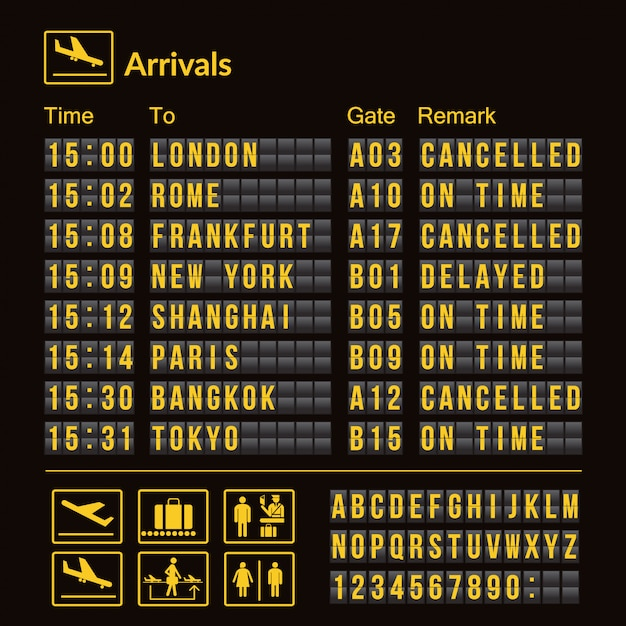 Arrivals
Time To Gate Remark
15:00 LONDON A03 CANCELLED
15:02 ROME A10 ON TIME
15:08 FRANKFURT A17 CANCELLED
15:09 NEW YORK B01 DELAYED
15:12 SHANGHAI B05 ON TIME
15:14 PARIS B09 ON TIME
15:30 BANGKOK A12 CANCELLED
15:31 TOKYO B15 ON TIME
ABCDEFGHIJKLM
NOPQRSTUVWXYZ
1234567890: